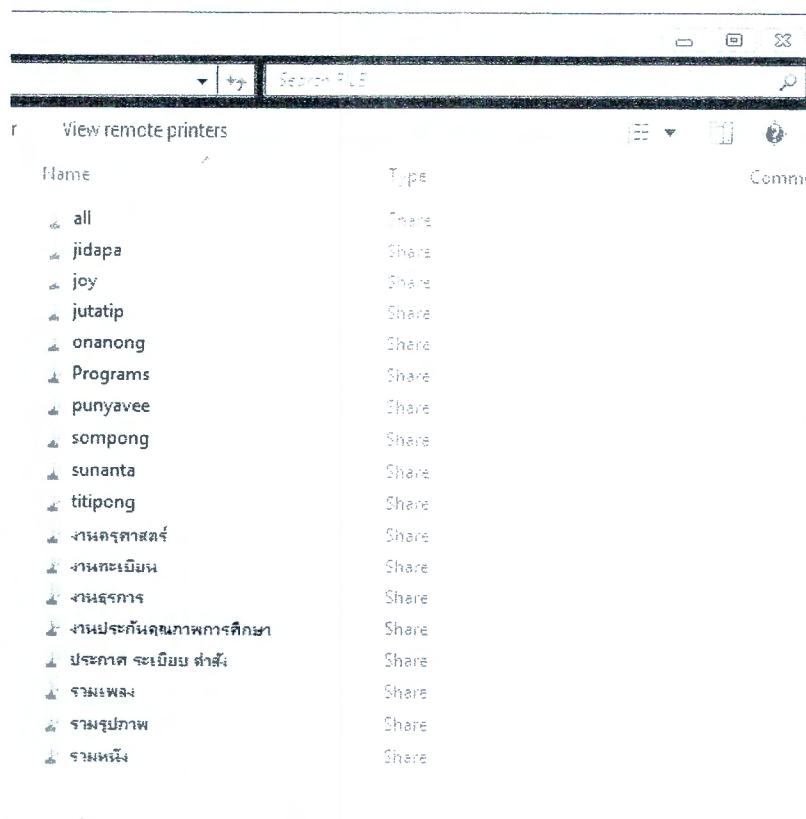 Search FILE
r View remote printers
Name Type Comme
all Share
jidapa Share
joy Share
jutatip Share
onanong Share
Programs Share
punyavee Share
sompong Share
sunanta Share
titipong Share
งานครุศาสตร์ Share
งานทะเบียน Share
งานธุรการ Share
งานประกันคุณภาพการศึกษา Share
ประกาศ ระเบียบ คำสั่ง Share
รวมเพลง Share
รวมรูปภาพ Share
รวมหนัง Share